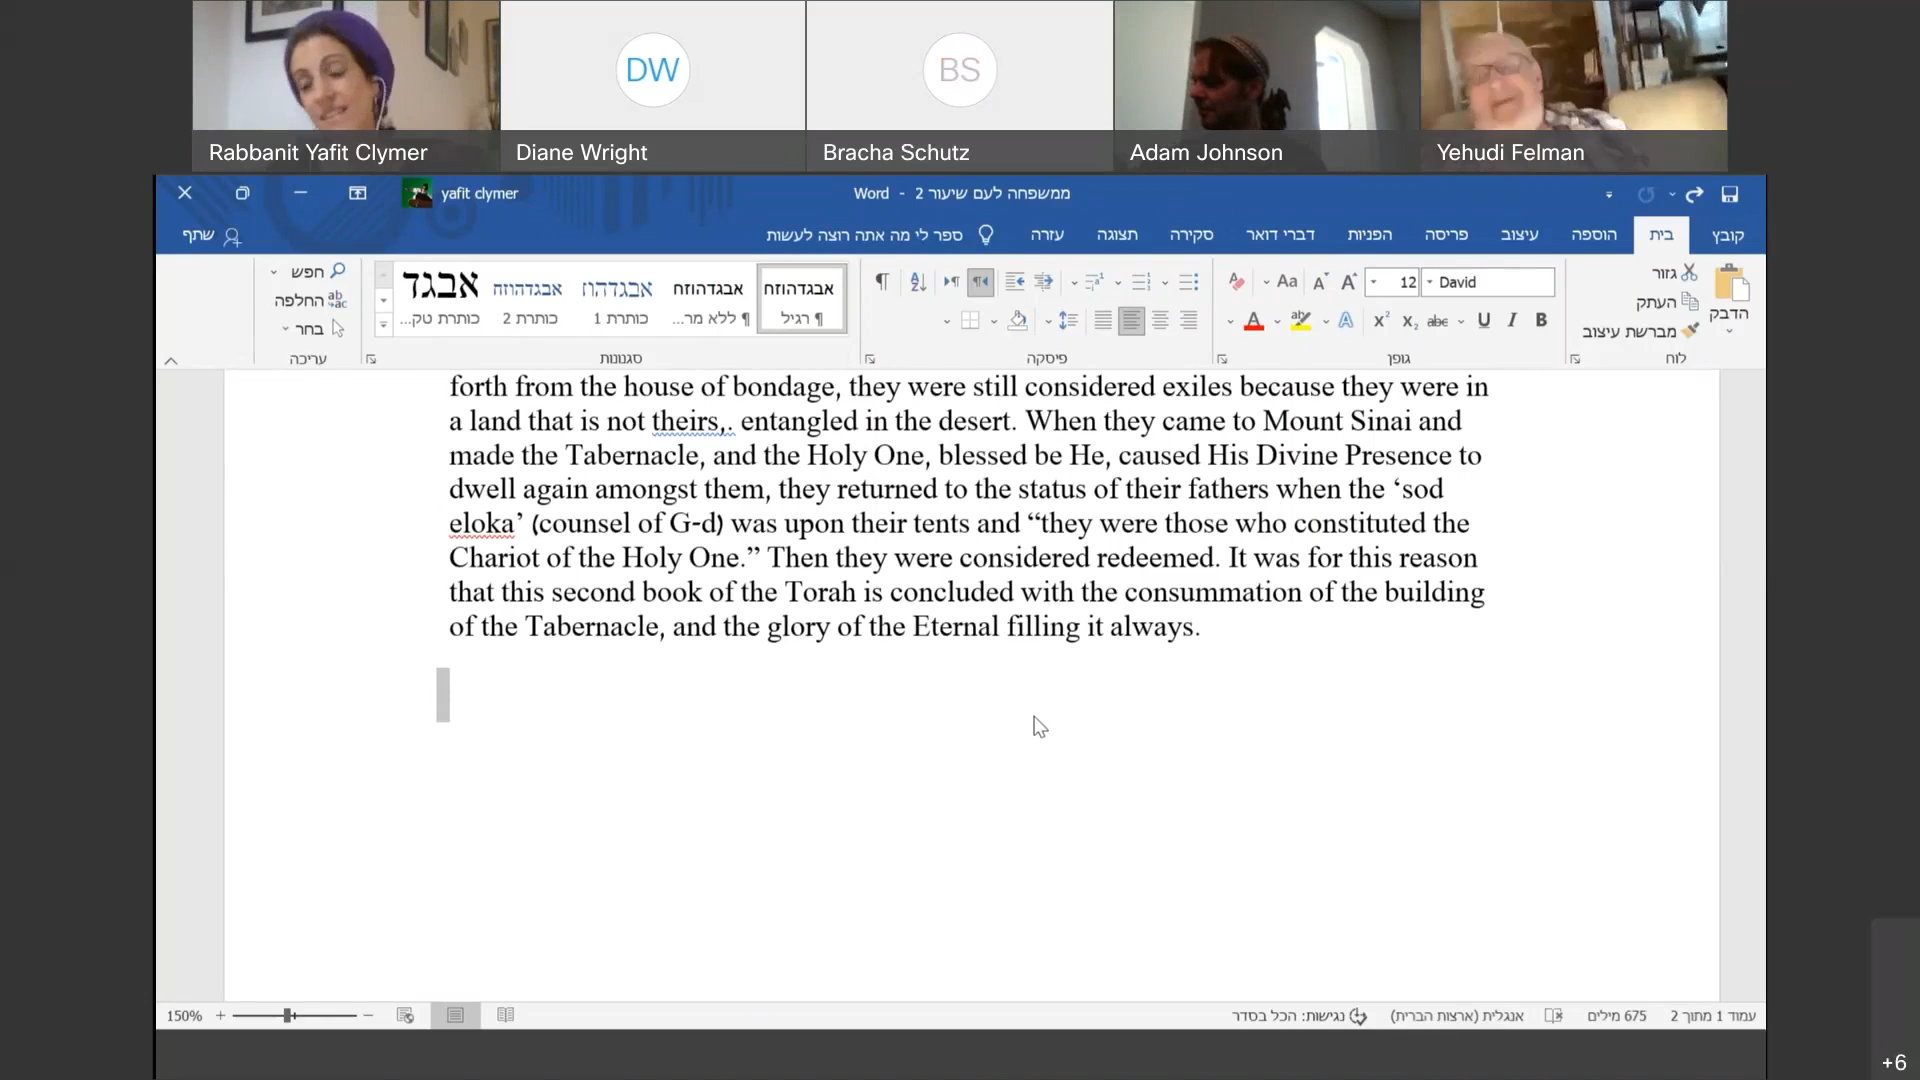 DW
BS
Rabbanit Yafit Clymer
Diane Wright
Bracha Schutz
Adam Johnson
Yehudi Felman
yafit clymer
ממשפחה לעם שיעור 2 - Word
קובץ
בית
הוספה
עיצוב
פריסה
הפניות
דברי דואר
סקירה
תצוגה
עזרה
ספר לי מה אתה רוצה לעשות
שתף
הדבק
גזור
העתק
מברשת עיצוב
לוח
David
12
Aa
B I U abc X₂ X²
גופן
פיסקה
אבגדהוזח
¶ רגיל
אבגדהוזח
¶ ללא מר...
אבגדהוז
כותרת 1
אבגדהוזח
כותרת 2
אבגד
כותרת טק...
סגנונות
חפש
החלפה
בחר
עריכה
forth from the house of bondage, they were still considered exiles because they were in
a land that is not theirs,. entangled in the desert. When they came to Mount Sinai and
made the Tabernacle, and the Holy One, blessed be He, caused His Divine Presence to
dwell again amongst them, they returned to the status of their fathers when the ‘sod
eloka’ (counsel of G-d) was upon their tents and “they were those who constituted the
Chariot of the Holy One.” Then they were considered redeemed. It was for this reason
that this second book of the Torah is concluded with the consummation of the building
of the Tabernacle, and the glory of the Eternal filling it always.
עמוד 1 מתוך 2
675 מילים
אנגלית (ארצות הברית)
נגישות: הכל בסדר
150%
+6